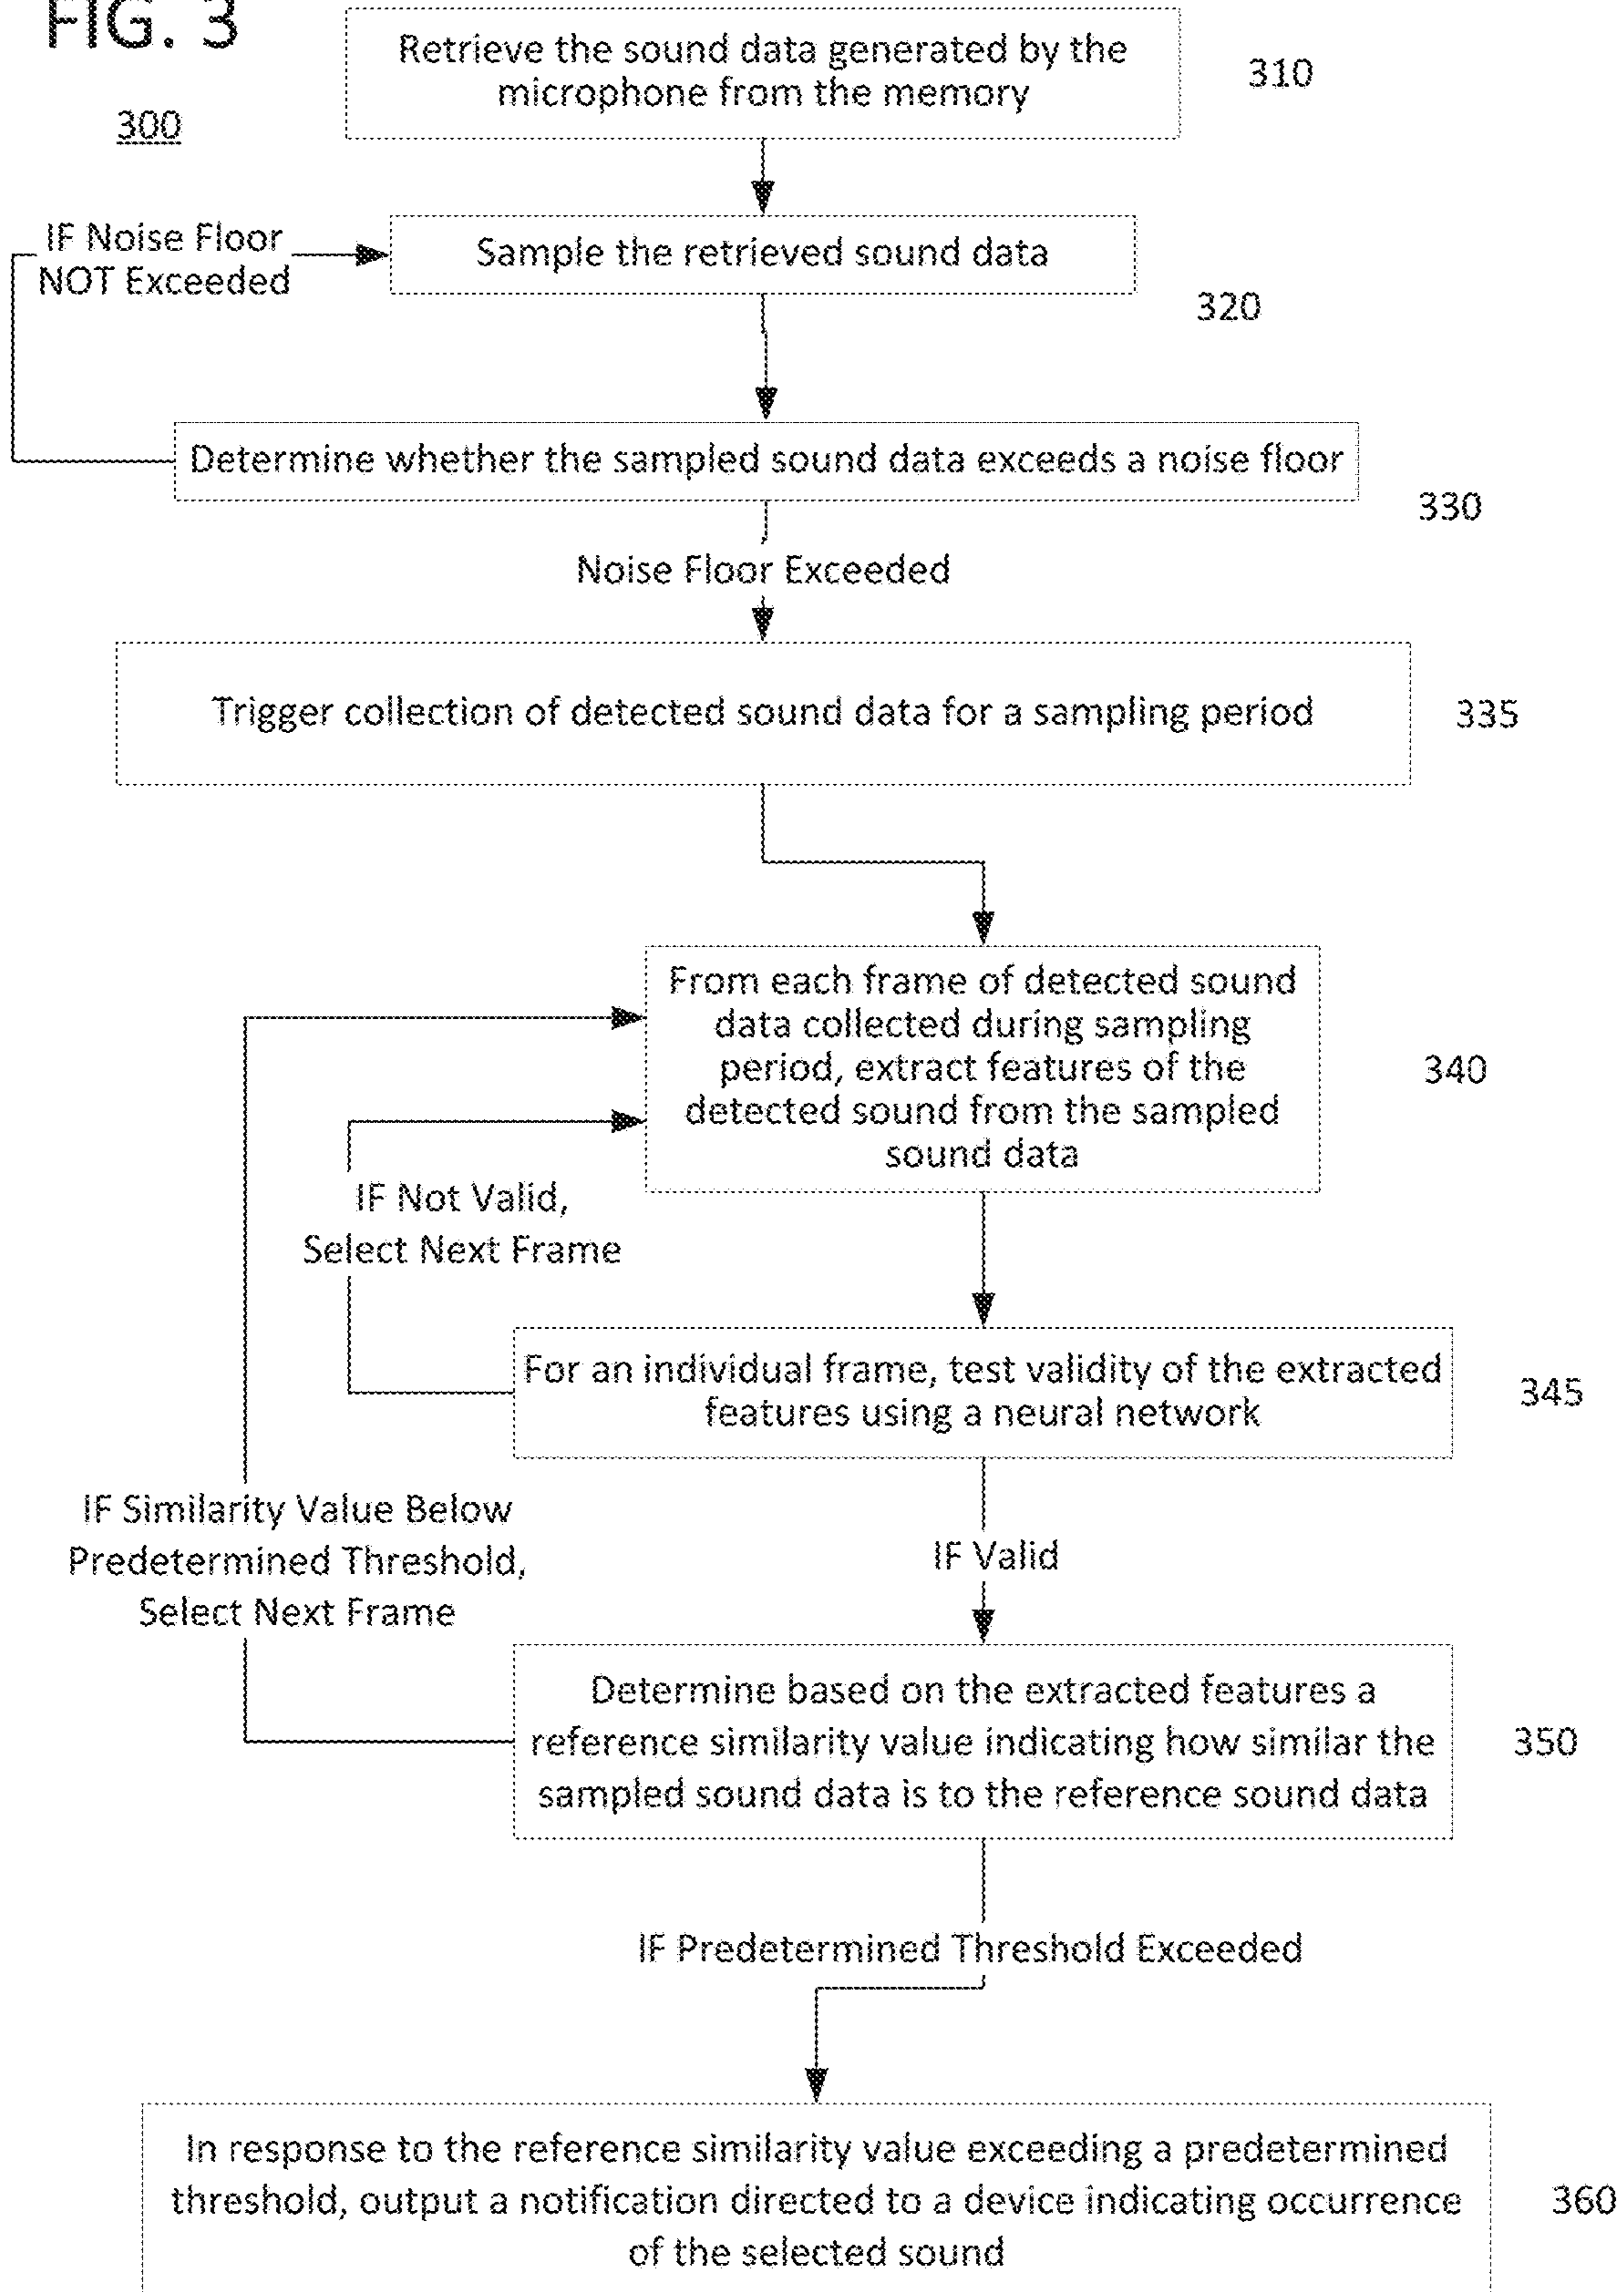 FIG. 3
300
Retrieve the sound data generated by the
microphone from the memory
310
IF Noise Floor
NOT Exceeded
Sample the retrieved sound data
320
Determine whether the sampled sound data exceeds a noise floor
330
Noise Floor Exceeded
Trigger collection of detected sound data for a sampling period
335
From each frame of detected sound
data collected during sampling
period, extract features of the
detected sound from the sampled
sound data
340
IF Not Valid,
Select Next Frame
For an individual frame, test validity of the extracted
features using a neural network
345
IF Similarity Value Below
Predetermined Threshold,
Select Next Frame
IF Valid
Determine based on the extracted features a
reference similarity value indicating how similar the
sampled sound data is to the reference sound data
350
IF Predetermined Threshold Exceeded
In response to the reference similarity value exceeding a predetermined
threshold, output a notification directed to a device indicating occurrence
of the selected sound
360